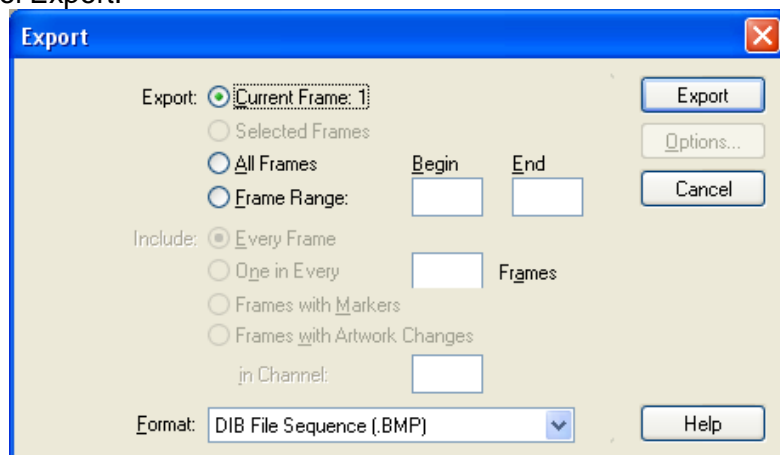 of Export.
Export
Export: Current Frame: 1 Export
Selected Frames Options...
All Frames Begin End
Frame Range: Cancel
Include: Every Frame
One in Every Frames
Frames with Markers
Frames with Artwork Changes
in Channel:
Format: DIB File Sequence (.BMP) Help